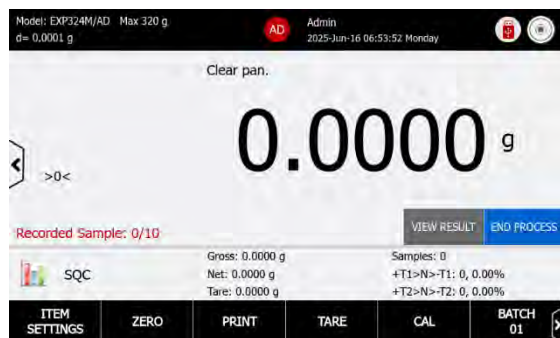 Model: EXP324M/AD Max 320 g
d= 0.0001 g
AD
Admin
2025-Jun-16 06:53:52 Monday
Clear pan.
0.0000 g
>0<
Recorded Sample: 0/10
VIEW RESULT
END PROCESS
SQC
Gross: 0.0000 g
Net: 0.0000 g
Tare: 0.0000 g
Samples: 0
+T1>N>-T1: 0, 0.00%
+T2>N>-T2: 0, 0.00%
ITEM
SETTINGS
ZERO
PRINT
TARE
CAL
BATCH
01